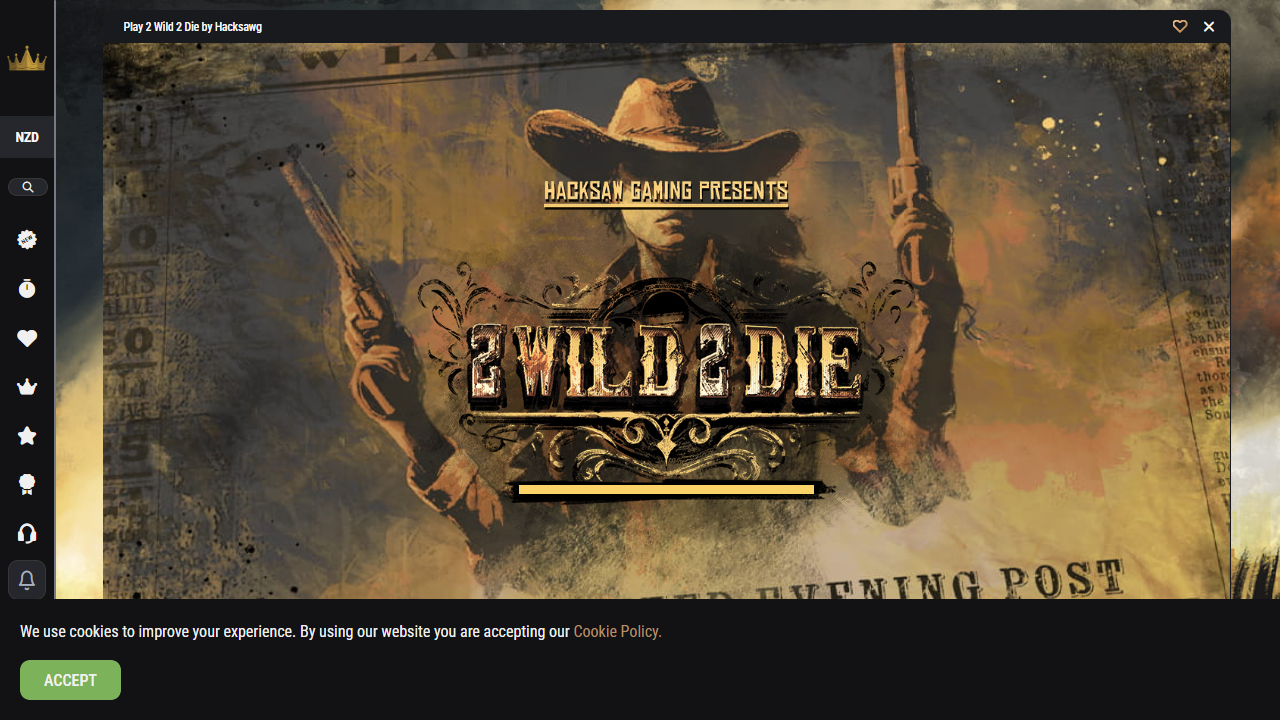 Play 2 Wild 2 Die by Hacksawg
NZD
NEW
HACKSAW GAMING PRESENTS
2 WILD 2 DIE
EVENING POST
We use cookies to improve your experience. By using our website you are accepting our Cookie Policy.
ACCEPT